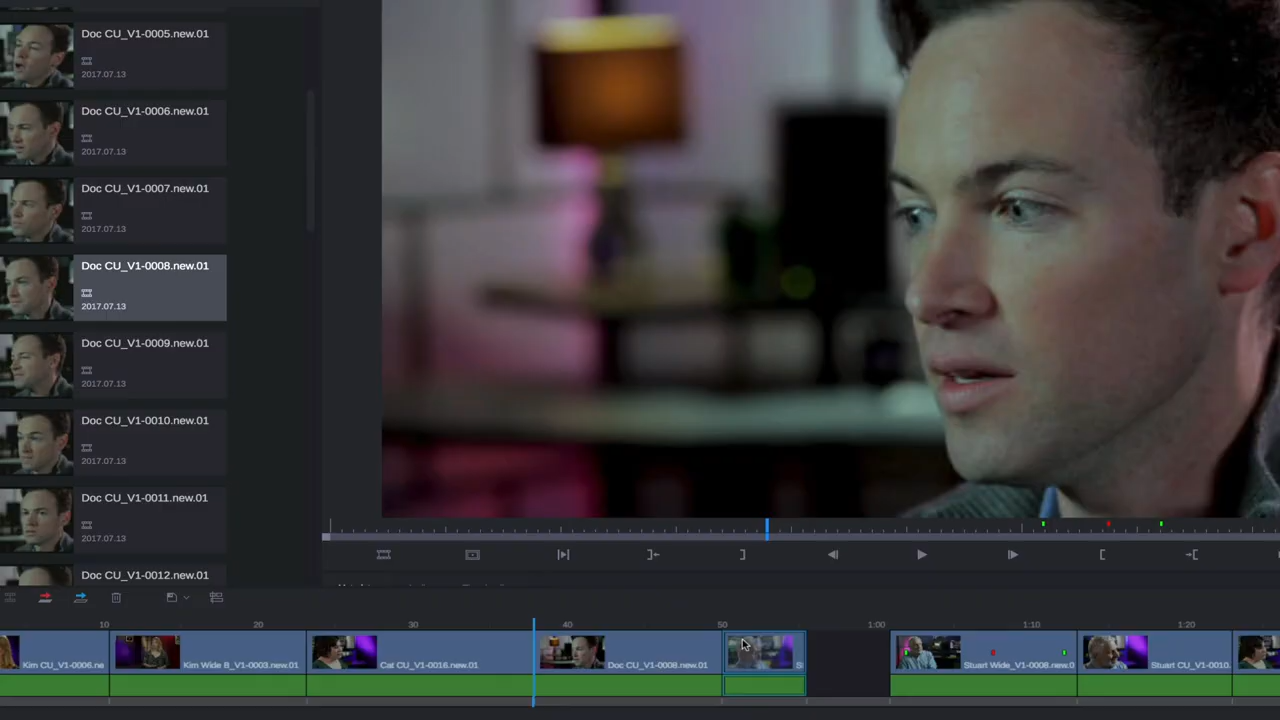 Doc CU_V1-0005.new.01
2017.07.13
Doc CU_V1-0006.new.01
2017.07.13
Doc CU_V1-0007.new.01
2017.07.13
Doc CU_V1-0008.new.01
2017.07.13
Doc CU_V1-0009.new.01
2017.07.13
Doc CU_V1-0010.new.01
2017.07.13
Doc CU_V1-0011.new.01
2017.07.13
Doc CU_V1-0012.new.01
10 20 30 40 50 1:00 1:10 1:20
Kim CU_V1-0006.ne Kim Wide B_V1-0003.new.01 Cat CU_V1-0016.new.01 Doc CU_V1-0008.new.01 Stuart Wide_V1-0008.new.0 Stuart CU_V1-0010.